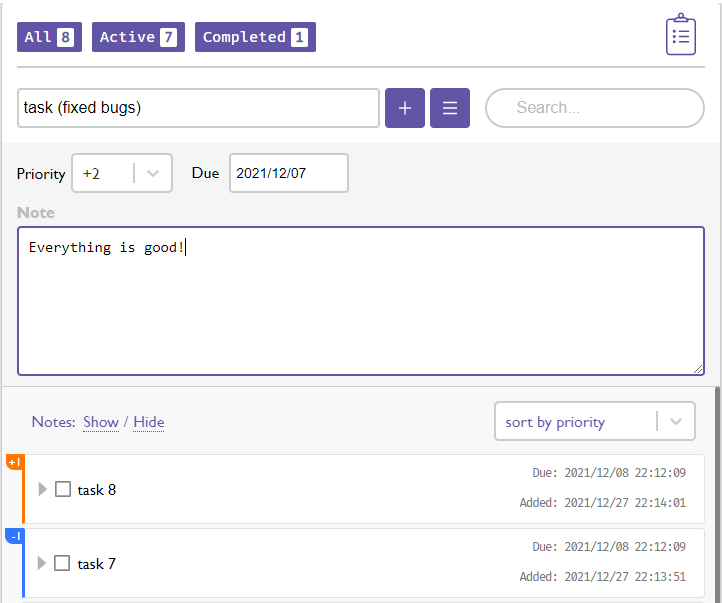 All 8 Active 7 Completed 1
task (fixed bugs) + Search...
Priority +2 Due 2021/12/07
Note
Everything is good!
Notes: Show / Hide sort by priority
+1
Due: 2021/12/08 22:12:09
task 8
Added: 2021/12/27 22:14:01
-1
Due: 2021/12/08 22:12:09
task 7
Added: 2021/12/27 22:13:51